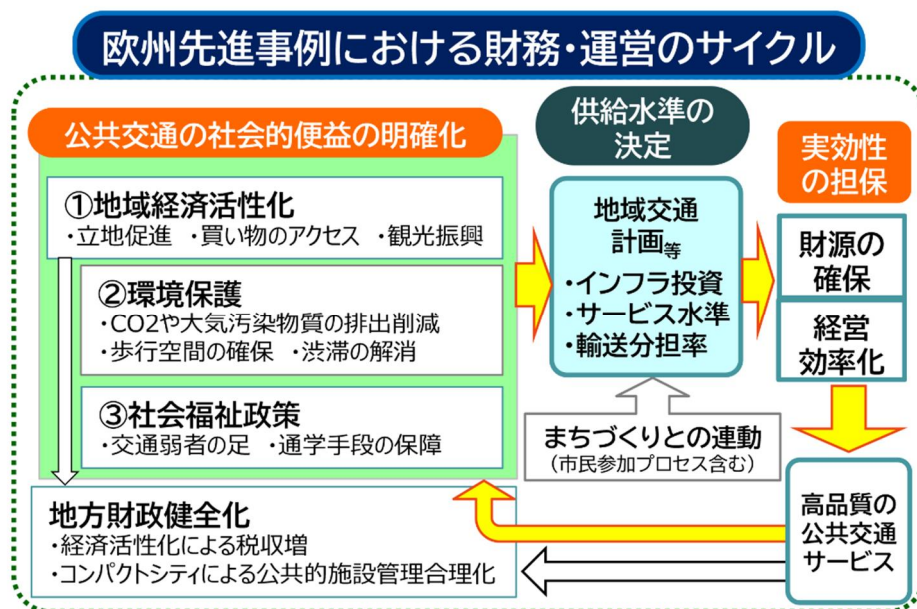 欧州先進事例における財務・運営のサイクル
公共交通の社会的便益の明確化
①地域経済活性化
・立地促進 ・買い物のアクセス ・観光振興
②環境保護
・CO2や大気汚染物質の排出削減
・歩行空間の確保 ・渋滞の解消
③社会福祉政策
・交通弱者の足 ・通学手段の保障
地方財政健全化
・経済活性化による税収増
・コンパクトシティによる公共的施設管理合理化
供給水準の
決定
地域交通
計画等
・インフラ投資
・サービス水準
・輸送分担率
まちづくりとの連動
(市民参加プロセス含む)
実効性
の担保
財源の
確保
経営
効率化
高品質の
公共交通
サービス